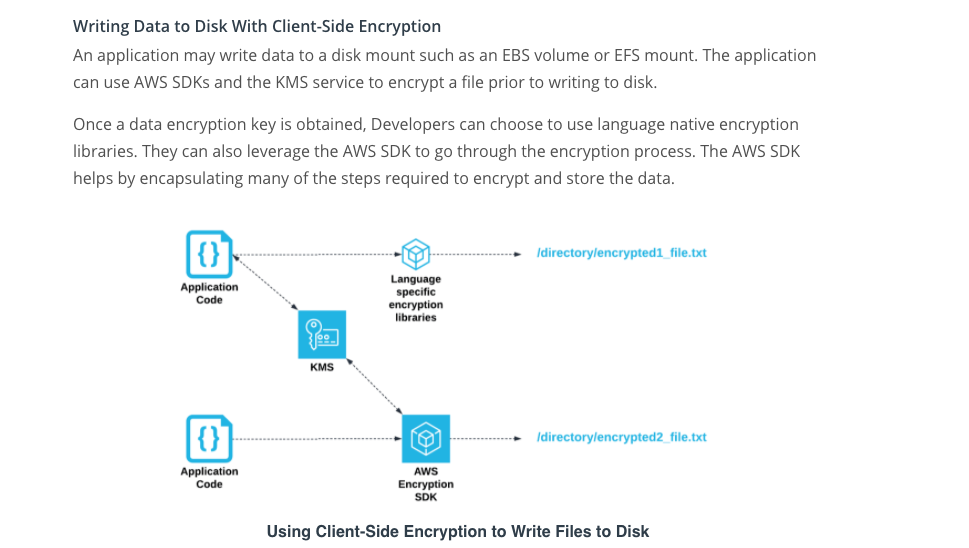 Writing Data to Disk With Client-Side Encryption
An application may write data to a disk mount such as an EBS volume or EFS mount. The application
can use AWS SDKs and the KMS service to encrypt a file prior to writing to disk.
Once a data encryption key is obtained, Developers can choose to use language native encryption
libraries. They can also leverage the AWS SDK to go through the encryption process. The AWS SDK
helps by encapsulating many of the steps required to encrypt and store the data.
/directory/encrypted1_file.txt
Application
Code
Language
specific
encryption
libraries
KMS
/directory/encrypted2_file.txt
Application
Code
AWS
Encryption
SDK
Using Client-Side Encryption to Write Files to Disk